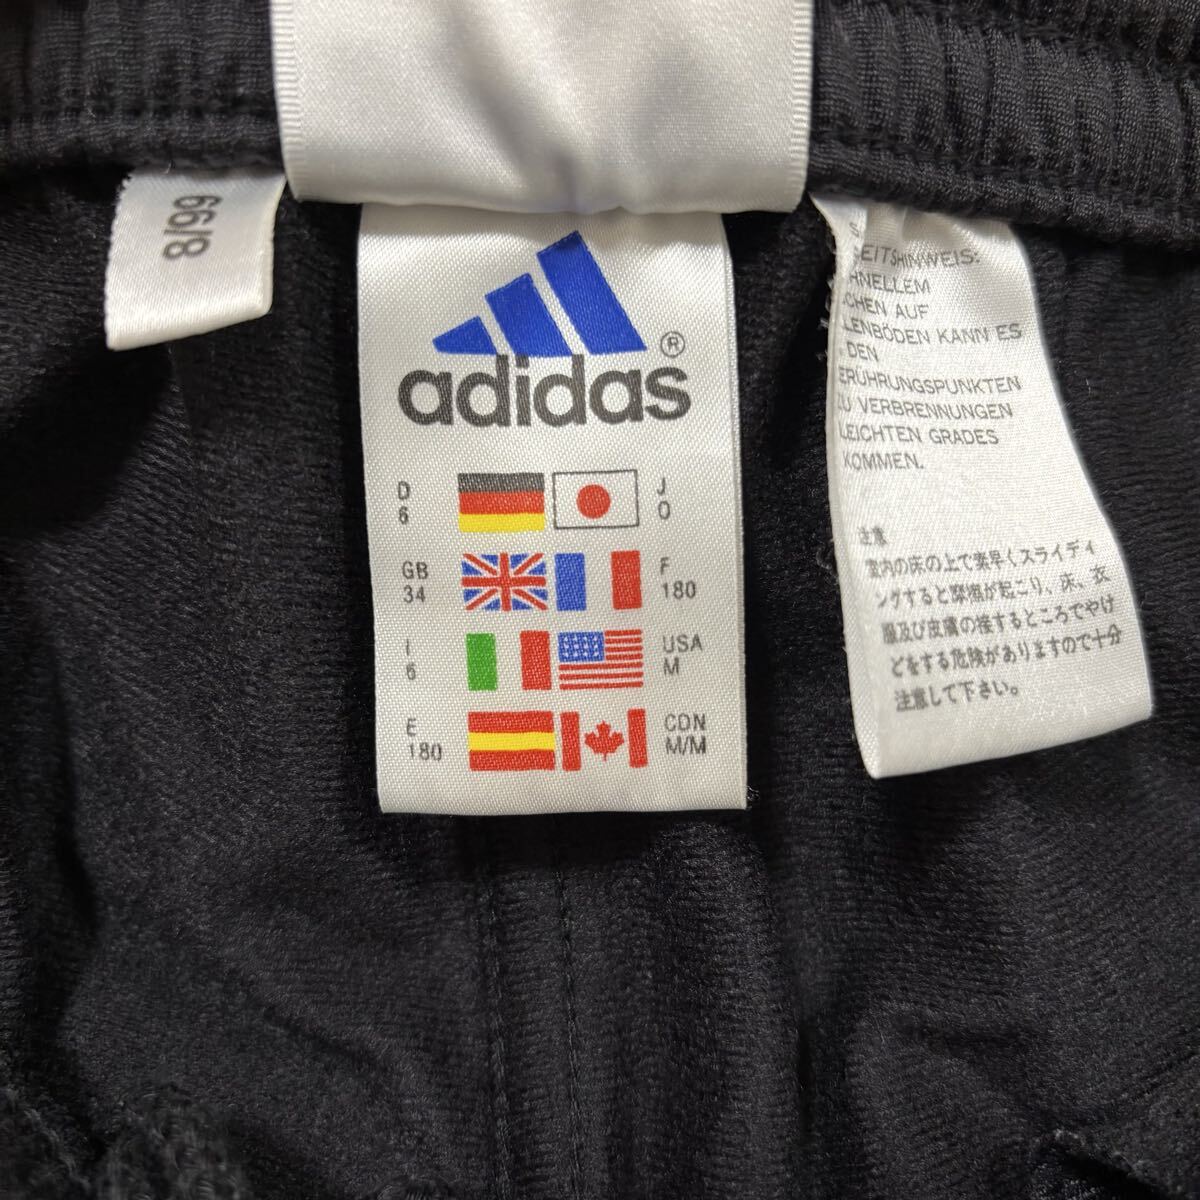 8/99
adidas®
D
6
J
O
GB
34
F
180
I
6
USA
M
E
180
CDN
M/M
EITSHINWEIS:
HNELLEM
CHEN AUF
LENBÖDEN KANN ES
DEN
ERÜHRUNGSPUNKTEN
ZU VERBRENNUNGEN
LEICHTEN GRADES
KOMMEN.
注意
室内の床の上で素早くスライディ
ングすると摩擦が起こり、床、衣
服及び皮膚の接するところでやけ
どをする危険がありますので十分
注意して下さい。